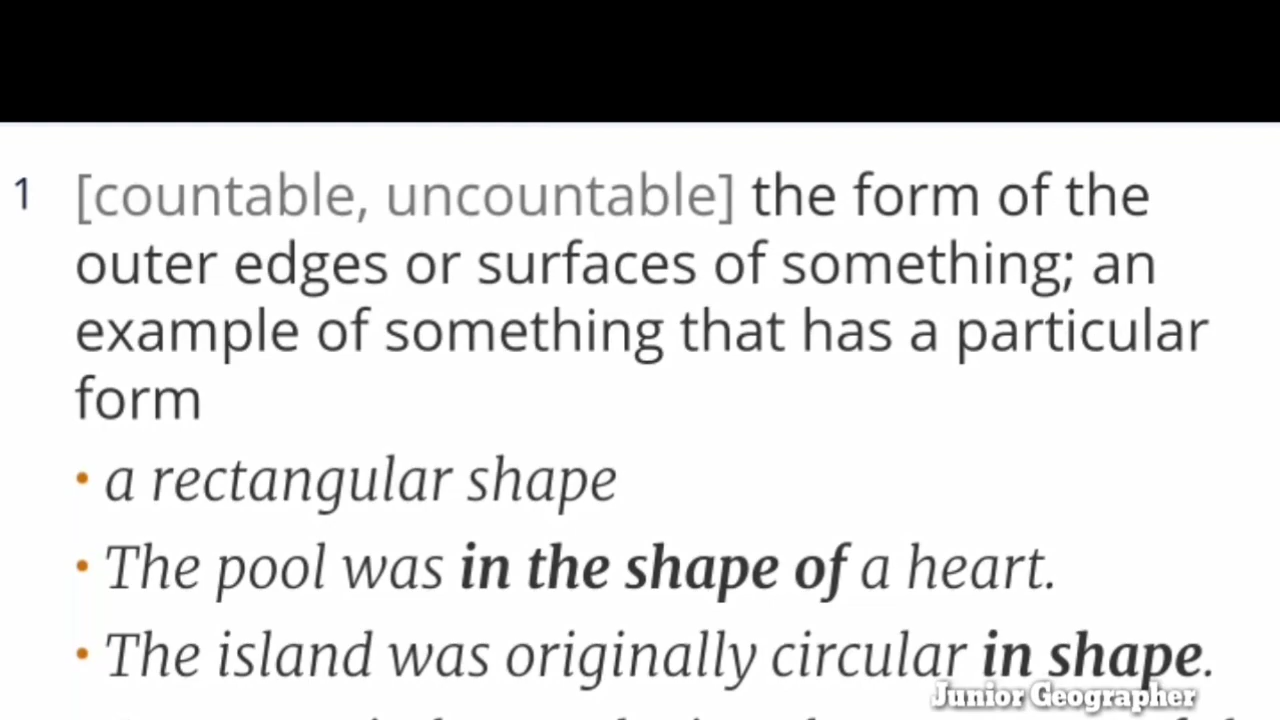 1 [countable, uncountable] the form of the
outer edges or surfaces of something; an
example of something that has a particular
form
• a rectangular shape
• The pool was in the shape of a heart.
• The island was originally circular in shape.
Junior Geographer